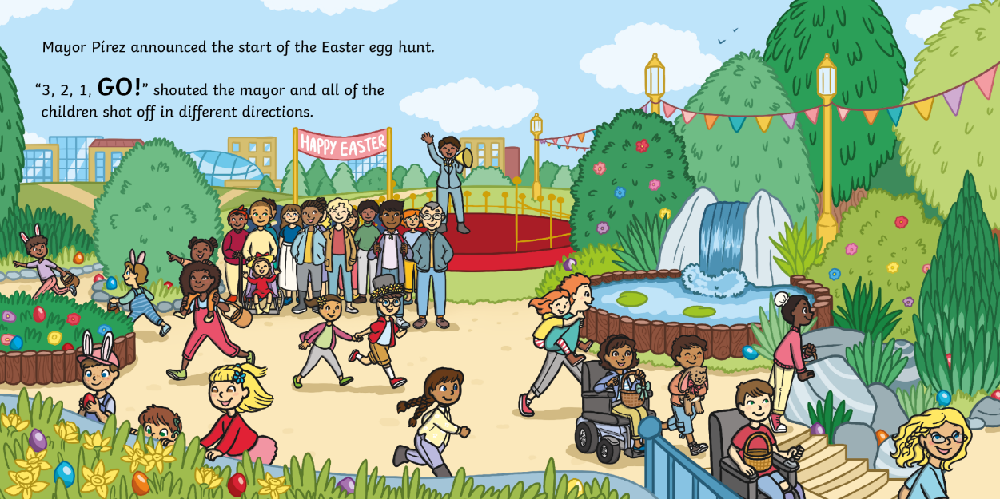 Mayor Pírez announced the start of the Easter egg hunt.
“3, 2, 1, GO!” shouted the mayor and all of the
children shot off in different directions.
HAPPY EASTER